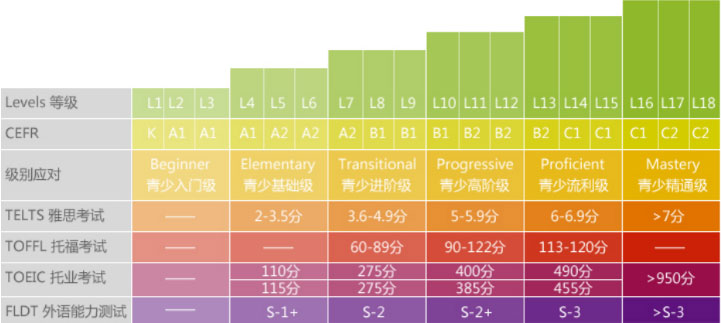 Levels 等级 L1 L2 L3 L4 L5 L6 L7 L8 L9 L10 L11 L12 L13 L14 L15 L16 L17 L18
CEFR K A1 A1 A1 A2 A2 A2 B1 B1 B1 B2 B2 B2 C1 C1 C1 C2 C2
级别应对 Beginner Elementary Transitional Progressive Proficient Mastery
青少入门级 青少基础级 青少进阶级 青少高阶级 青少流利级 青少精通级
TELTS 雅思考试 —— 2-3.5分 3.6-4.9分 5-5.9分 6-6.9分 >7分
TOFFL 托福考试 —— —— 60-89分 90-122分 113-120分 ——
TOEIC 托业考试 —— 110分 275分 400分 490分 >950分
115分 275分 385分 455分
FLDT 外语能力测试 —— S-1+ S-2 S-2+ S-3 >S-3